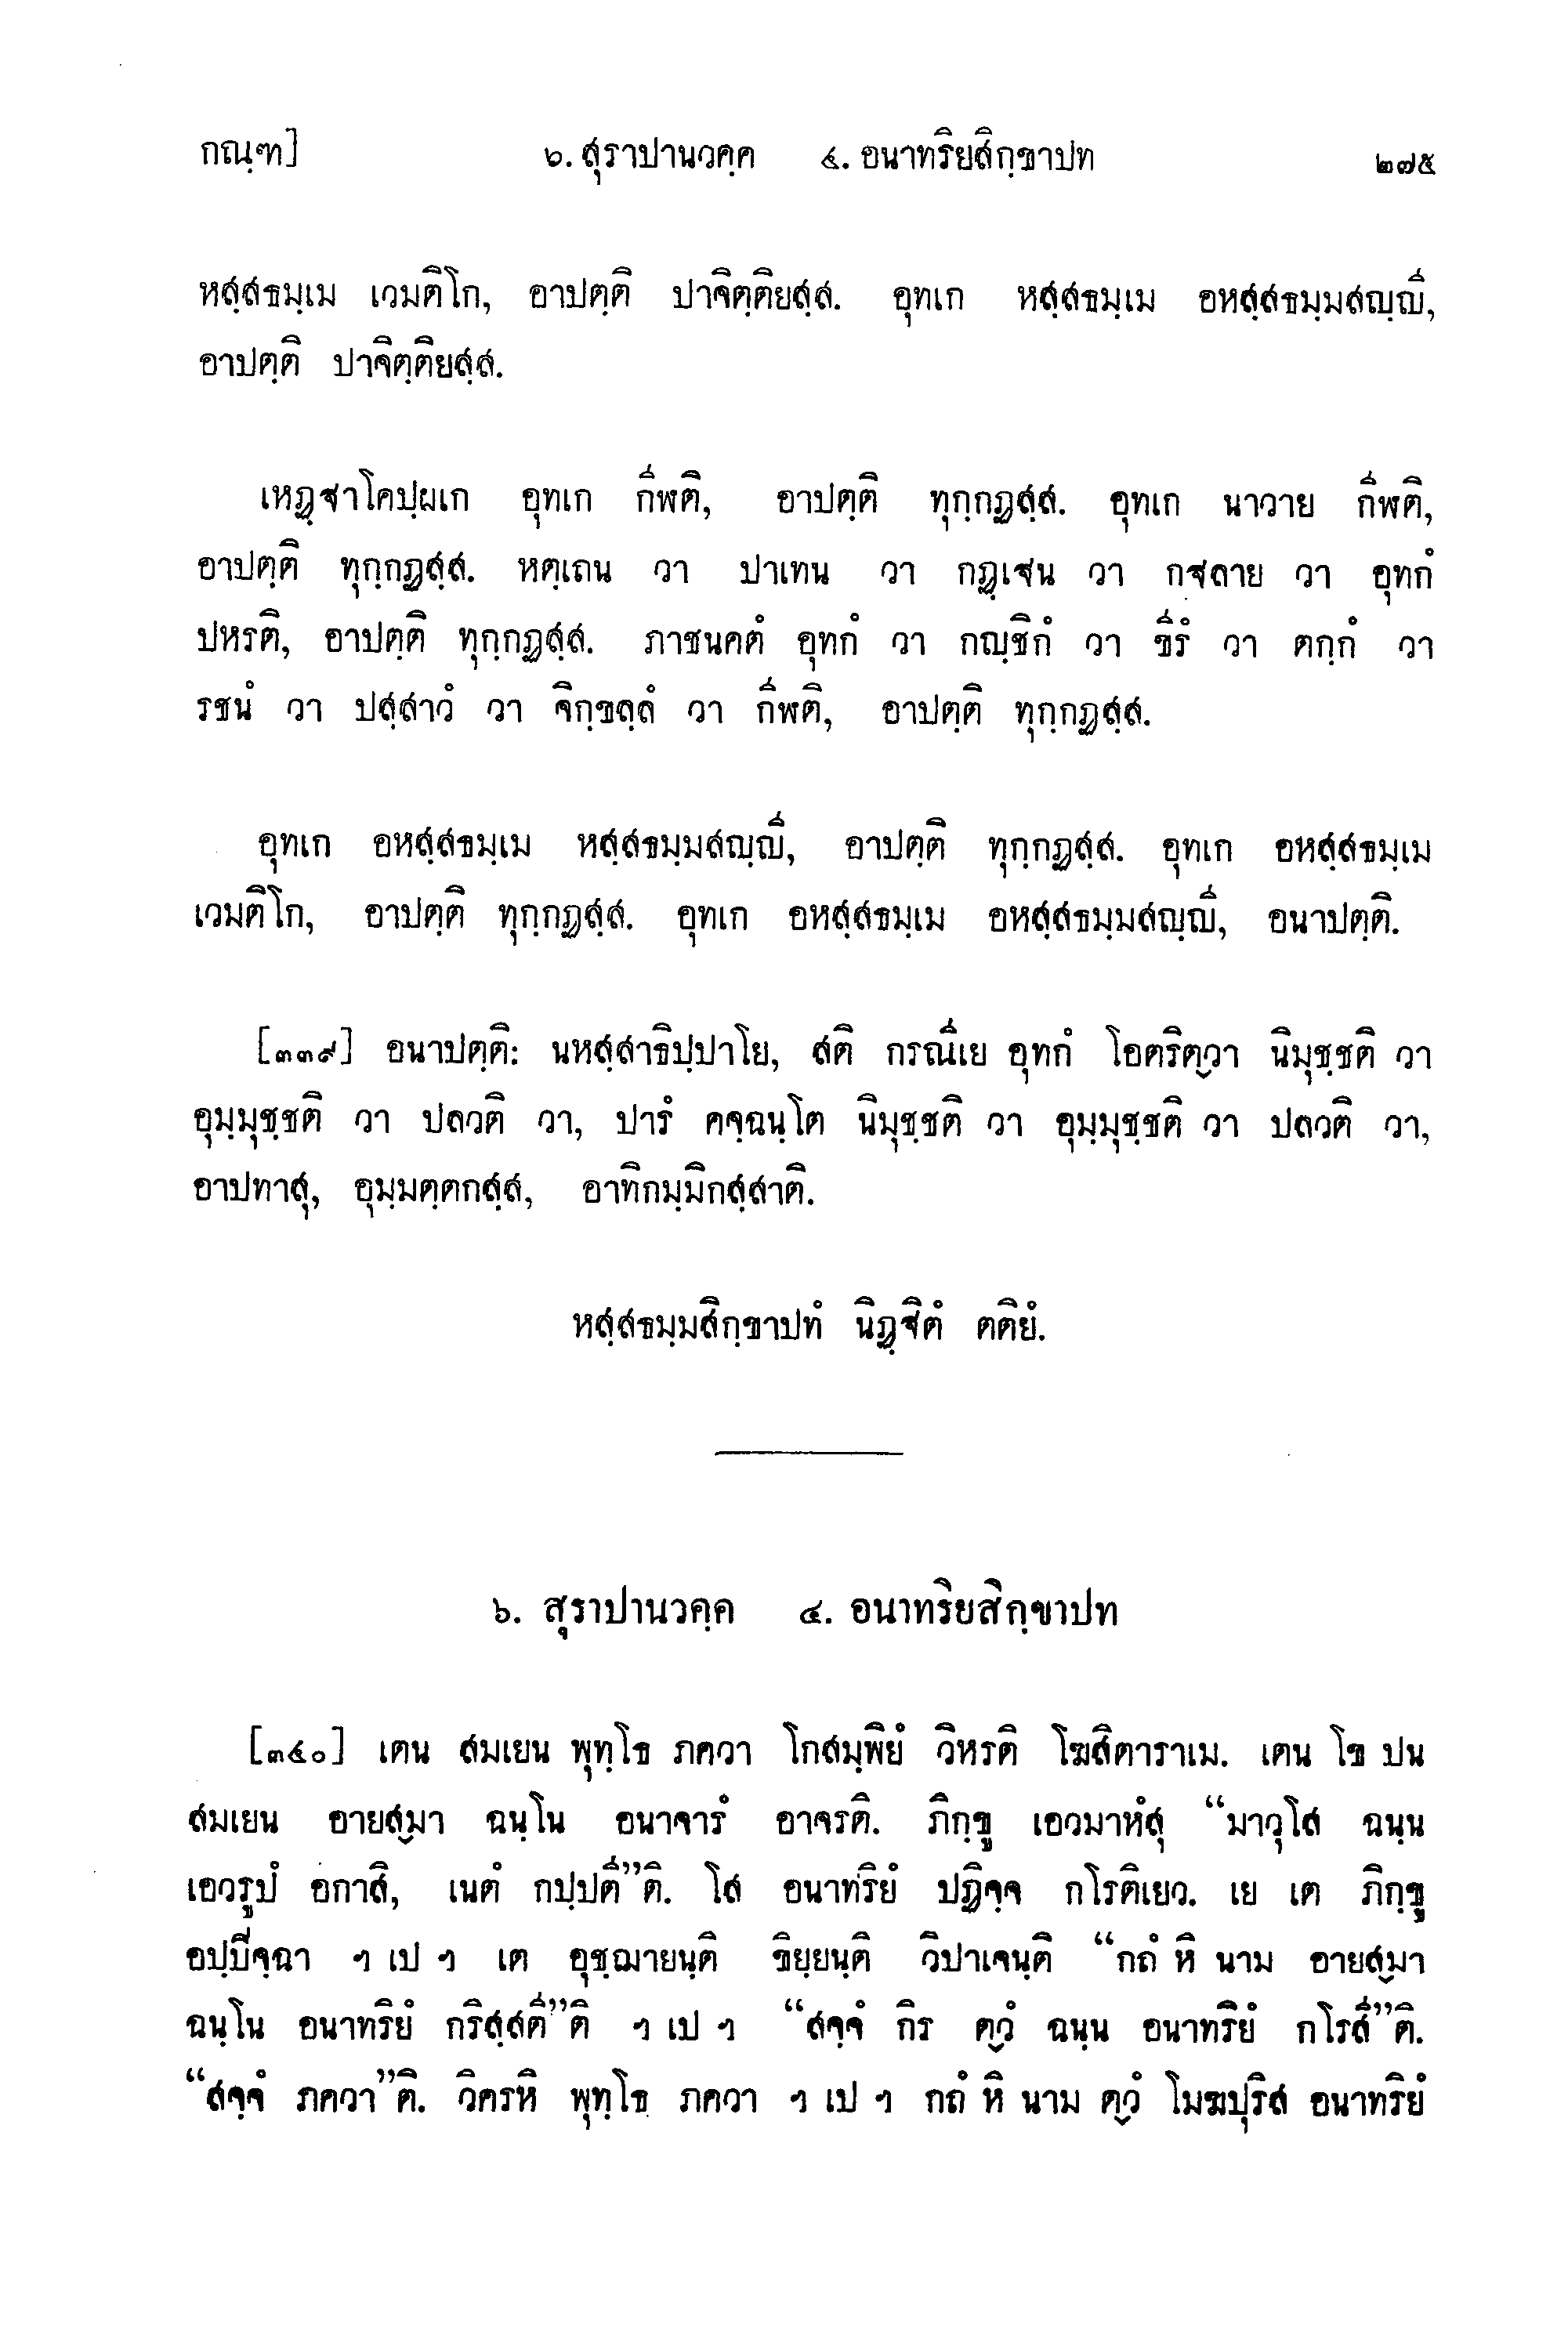 กณฺฑ] ๖. สุราปานวคฺค ๔. อนาทริยสิกฺขาปท ๒๗๕
หสฺสธมฺเม เวมติโก, อาปตฺติ ปาจิตฺติยสฺส. อุทเก หสฺสธมฺเม อหสฺสธมฺมสญฺญี,
อาปตฺติ ปาจิตฺติยสฺส.
เหฏฺฐาโคปฺผเก อุทเก กีฬติ, อาปตฺติ ทุกฺกฏสฺส. อุทเก นาวาย กีฬติ,
อาปตฺติ ทุกฺกฏสฺส. หตฺเถน วา ปาเทน วา กฏฺเฐน วา กฐลาย วา อุทกํ
ปหรติ, อาปตฺติ ทุกฺกฏสฺส. ภาชนคตํ อุทกํ วา กญฺชิกํ วา ขีรํ วา ตกฺกํ วา
รชนํ วา ปสฺสาวํ วา จิกฺขลฺลํ วา กีฬติ, อาปตฺติ ทุกฺกฏสฺส.
อุทเก อหสฺสธมฺเม หสฺสธมฺมสญฺญี, อาปตฺติ ทุกฺกฏสฺส. อุทเก อหสฺสธมฺเม
เวมติโก, อาปตฺติ ทุกฺกฏสฺส. อุทเก อหสฺสธมฺเม อหสฺสธมฺมสญฺญี, อนาปตฺติ.
[๓๓๙] อนาปตฺติ: นหสฺสาธิปฺปาโย, สติ กรณีเย อุทกํ โอตริตฺวา นิมุชฺชติ วา
อุมฺมุชฺชติ วา ปลวติ วา, ปารํ คจฺฉนฺโต นิมุชฺชติ วา อุมฺมุชฺชติ วา ปลวติ วา,
อาปทาสุ, อุมฺมตฺตกสฺส, อาทิกมฺมิกสฺสาติ.
หสฺสธมฺมสิกฺขาปทํ นิฏฺฐิตํ ตติยํ.
๖. สุราปานวคฺค ๔. อนาทริยสิกฺขาปท
[๓๔๐] เตน สมเยน พุทฺโธ ภควา โกสมฺพิยํ วิหรติ โฆสิตาราเม. เตน โข ปน
สมเยน อายสฺมา ฉนฺโน อนาจารํ อาจรติ. ภิกฺขู เอวมาหํสุ “มาวุโส ฉนฺน
เอวรูปํ อกาสิ, เนตํ กปฺปตี”ติ. โส อนาทริยํ ปฏิจฺจ กโรติเยว. เย เต ภิกฺขู
อปฺปิจฺฉา ฯ เป ฯ เต อุชฺฌายนฺติ ขิยฺยนฺติ วิปาเจนฺติ “กถํ หิ นาม อายสฺมา
ฉนฺโน อนาทริยํ กริสฺสตี”ติ ฯ เป ฯ “สจฺจํ กิร ตฺวํ ฉนฺน อนาทริยํ กโรสี”ติ.
“สจฺจํ ภควา”ติ. วิครหิ พุทฺโธ ภควา ฯ เป ฯ กถํ หิ นาม ตฺวํ โมฆปุริส อนาทริยํ